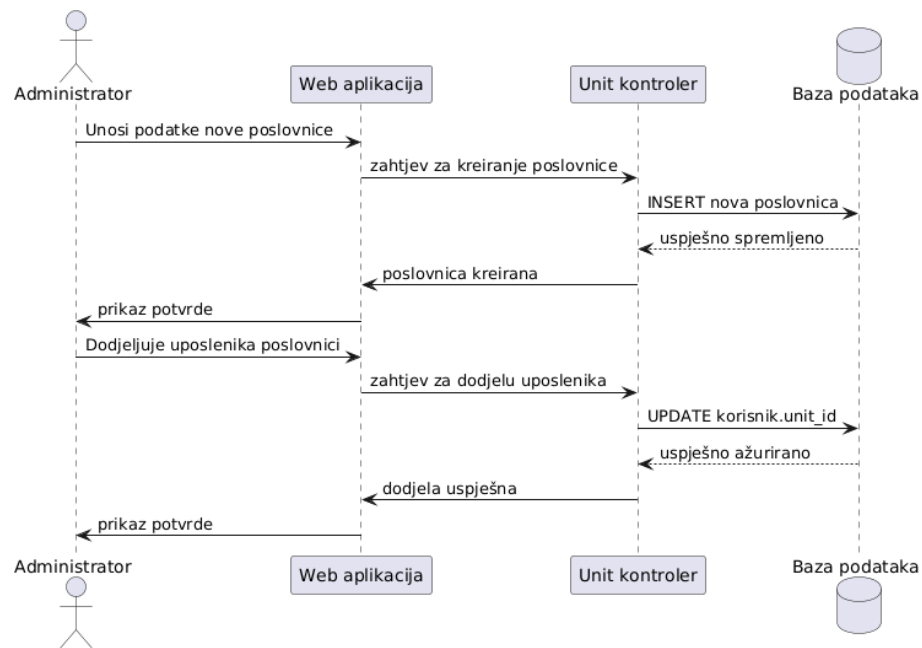 Administrator
Web aplikacija
Unit kontroler
Baza podataka
Unosi podatke nove poslovnice
zahtjev za kreiranje poslovnice
INSERT nova poslovnica
uspješno spremljeno
poslovnica kreirana
prikaz potvrde
Dodjeljuje uposlenika poslovnici
zahtjev za dodjelu uposlenika
UPDATE korisnik.unit_id
uspješno ažurirano
dodjela uspješna
prikaz potvrde
Administrator
Web aplikacija
Unit kontroler
Baza podataka